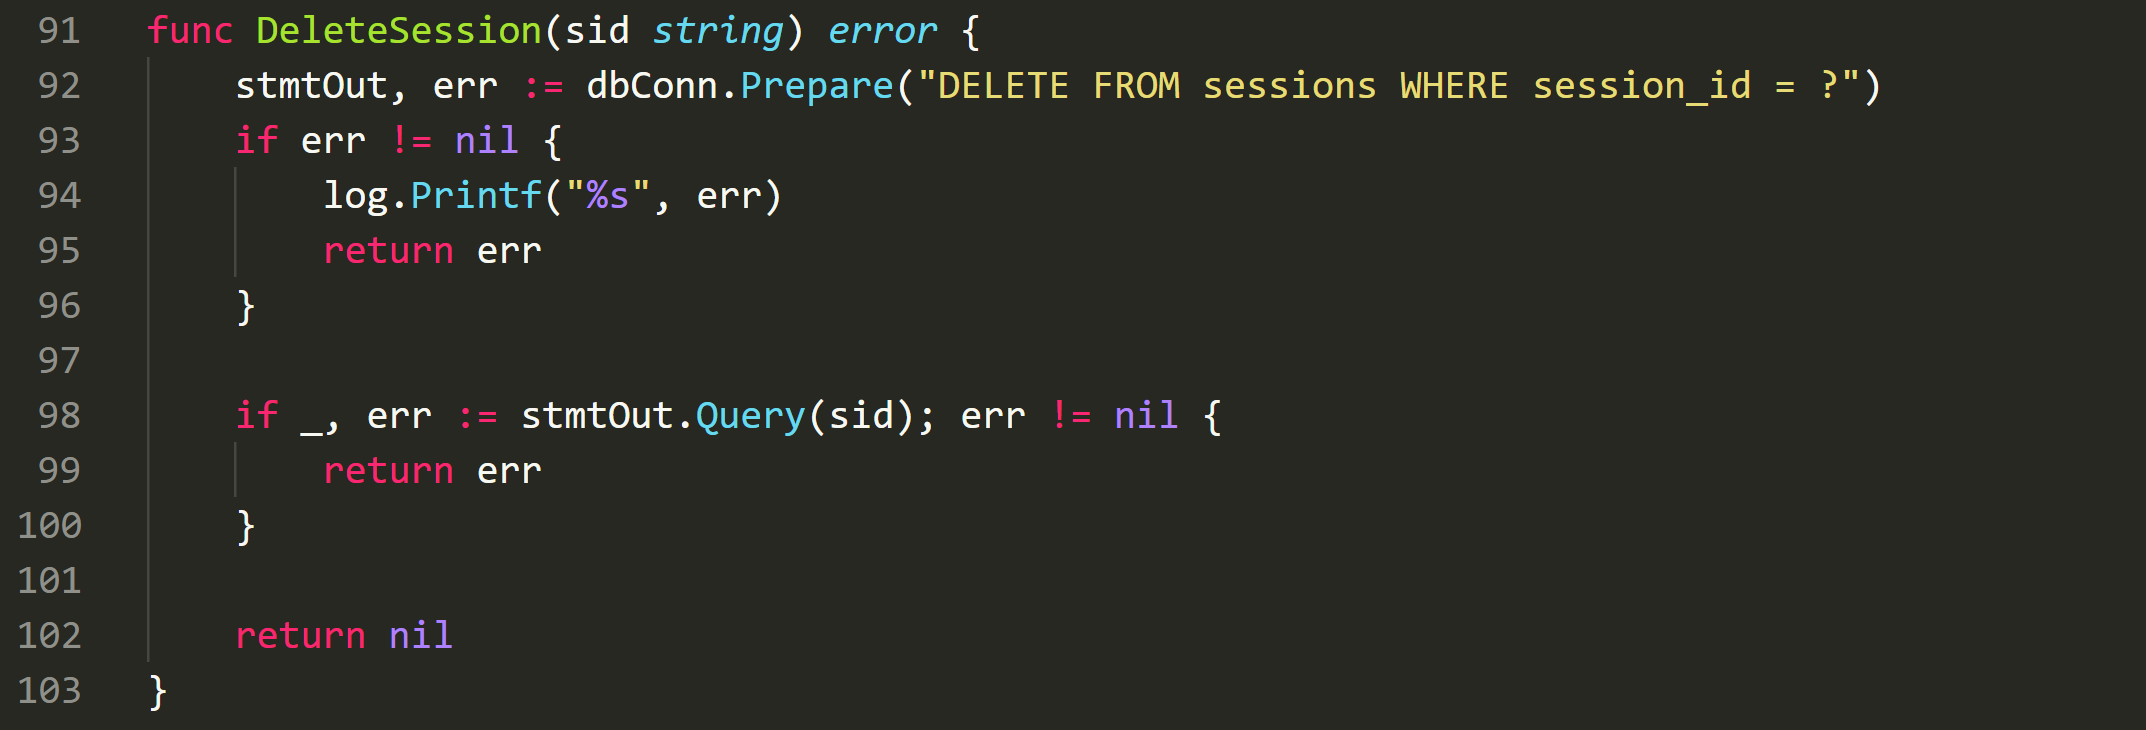 91 func DeleteSession(sid string) error {
92     stmtOut, err := dbConn.Prepare("DELETE FROM sessions WHERE session_id = ?")
93     if err != nil {
94         log.Printf("%s", err)
95         return err
96     }
97
98     if _, err := stmtOut.Query(sid); err != nil {
99         return err
100     }
101
102     return nil
103 }